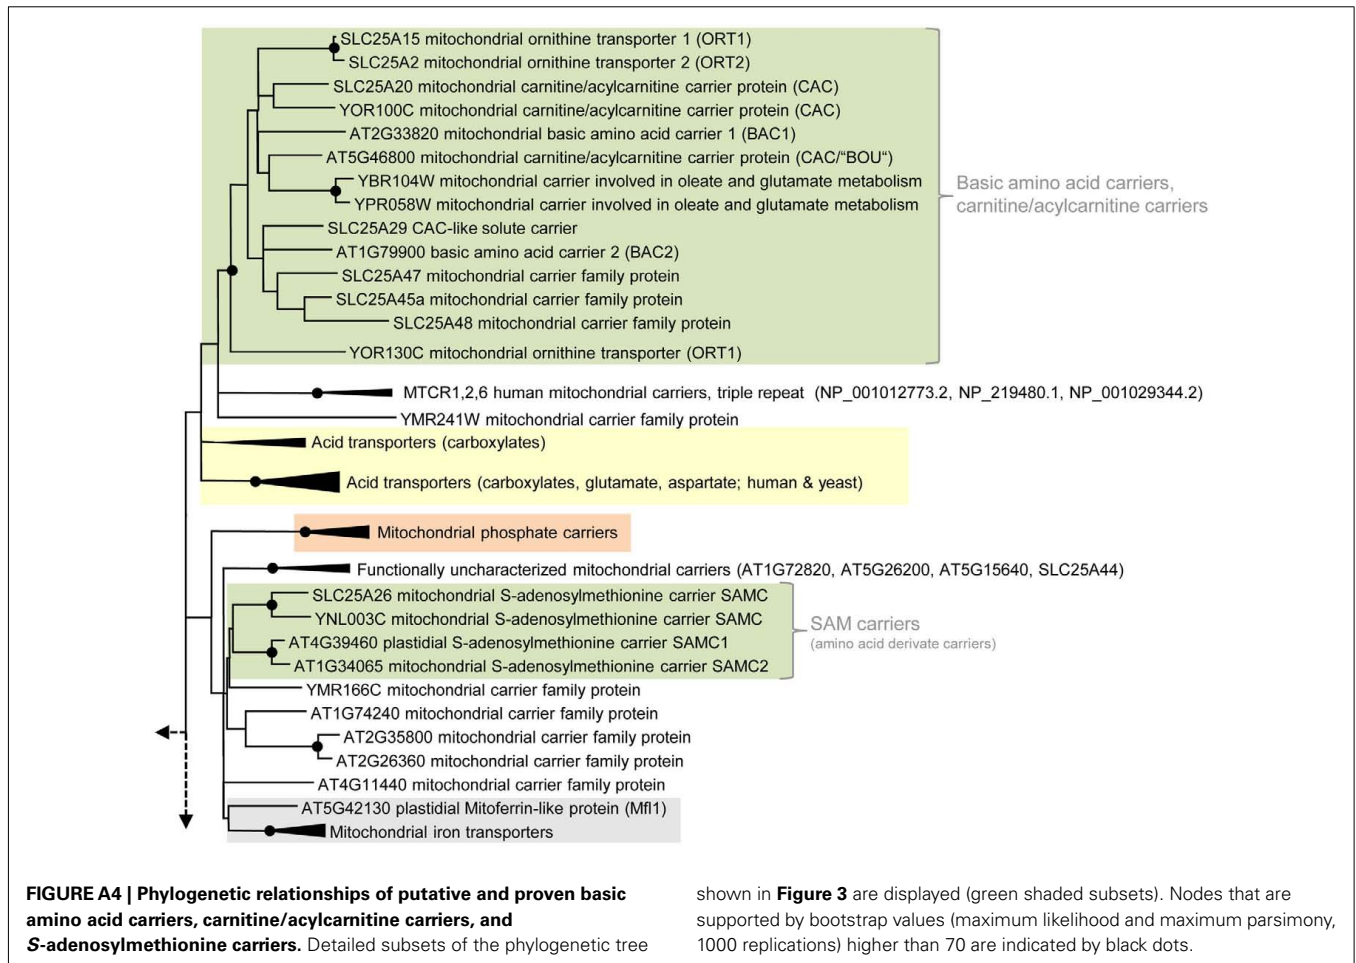 SLC25A15 mitochondrial ornithine transporter 1 (ORT1)
SLC25A2 mitochondrial ornithine transporter 2 (ORT2)
SLC25A20 mitochondrial carnitine/acylcarnitine carrier protein (CAC)
YOR100C mitochondrial carnitine/acylcarnitine carrier protein (CAC)
AT2G33820 mitochondrial basic amino acid carrier 1 (BAC1)
AT5G46800 mitochondrial carnitine/acylcarnitine carrier protein (CAC/“BOU“)
YBR104W mitochondrial carrier involved in oleate and glutamate metabolism
YPR058W mitochondrial carrier involved in oleate and glutamate metabolism
SLC25A29 CAC-like solute carrier
AT1G79900 basic amino acid carrier 2 (BAC2)
SLC25A47 mitochondrial carrier family protein
SLC25A45a mitochondrial carrier family protein
SLC25A48 mitochondrial carrier family protein
YOR130C mitochondrial ornithine transporter (ORT1)
Basic amino acid carriers,
carnitine/acylcarnitine carriers
MTCR1,2,6 human mitochondrial carriers, triple repeat (NP_001012773.2, NP_219480.1, NP_001029344.2)
YMR241W mitochondrial carrier family protein
Acid transporters (carboxylates)
Acid transporters (carboxylates, glutamate, aspartate; human & yeast)
Mitochondrial phosphate carriers
Functionally uncharacterized mitochondrial carriers (AT1G72820, AT5G26200, AT5G15640, SLC25A44)
SLC25A26 mitochondrial S-adenosylmethionine carrier SAMC
YNL003C mitochondrial S-adenosylmethionine carrier SAMC
AT4G39460 plastidial S-adenosylmethionine carrier SAMC1
AT1G34065 mitochondrial S-adenosylmethionine carrier SAMC2
SAM carriers
(amino acid derivate carriers)
YMR166C mitochondrial carrier family protein
AT1G74240 mitochondrial carrier family protein
AT2G35800 mitochondrial carrier family protein
AT2G26360 mitochondrial carrier family protein
AT4G11440 mitochondrial carrier family protein
AT5G42130 plastidial Mitoferrin-like protein (Mfl1)
Mitochondrial iron transporters
FIGURE A4 | Phylogenetic relationships of putative and proven basic
amino acid carriers, carnitine/acylcarnitine carriers, and
S-adenosylmethionine carriers. Detailed subsets of the phylogenetic tree
shown in Figure 3 are displayed (green shaded subsets). Nodes that are
supported by bootstrap values (maximum likelihood and maximum parsimony,
1000 replications) higher than 70 are indicated by black dots.